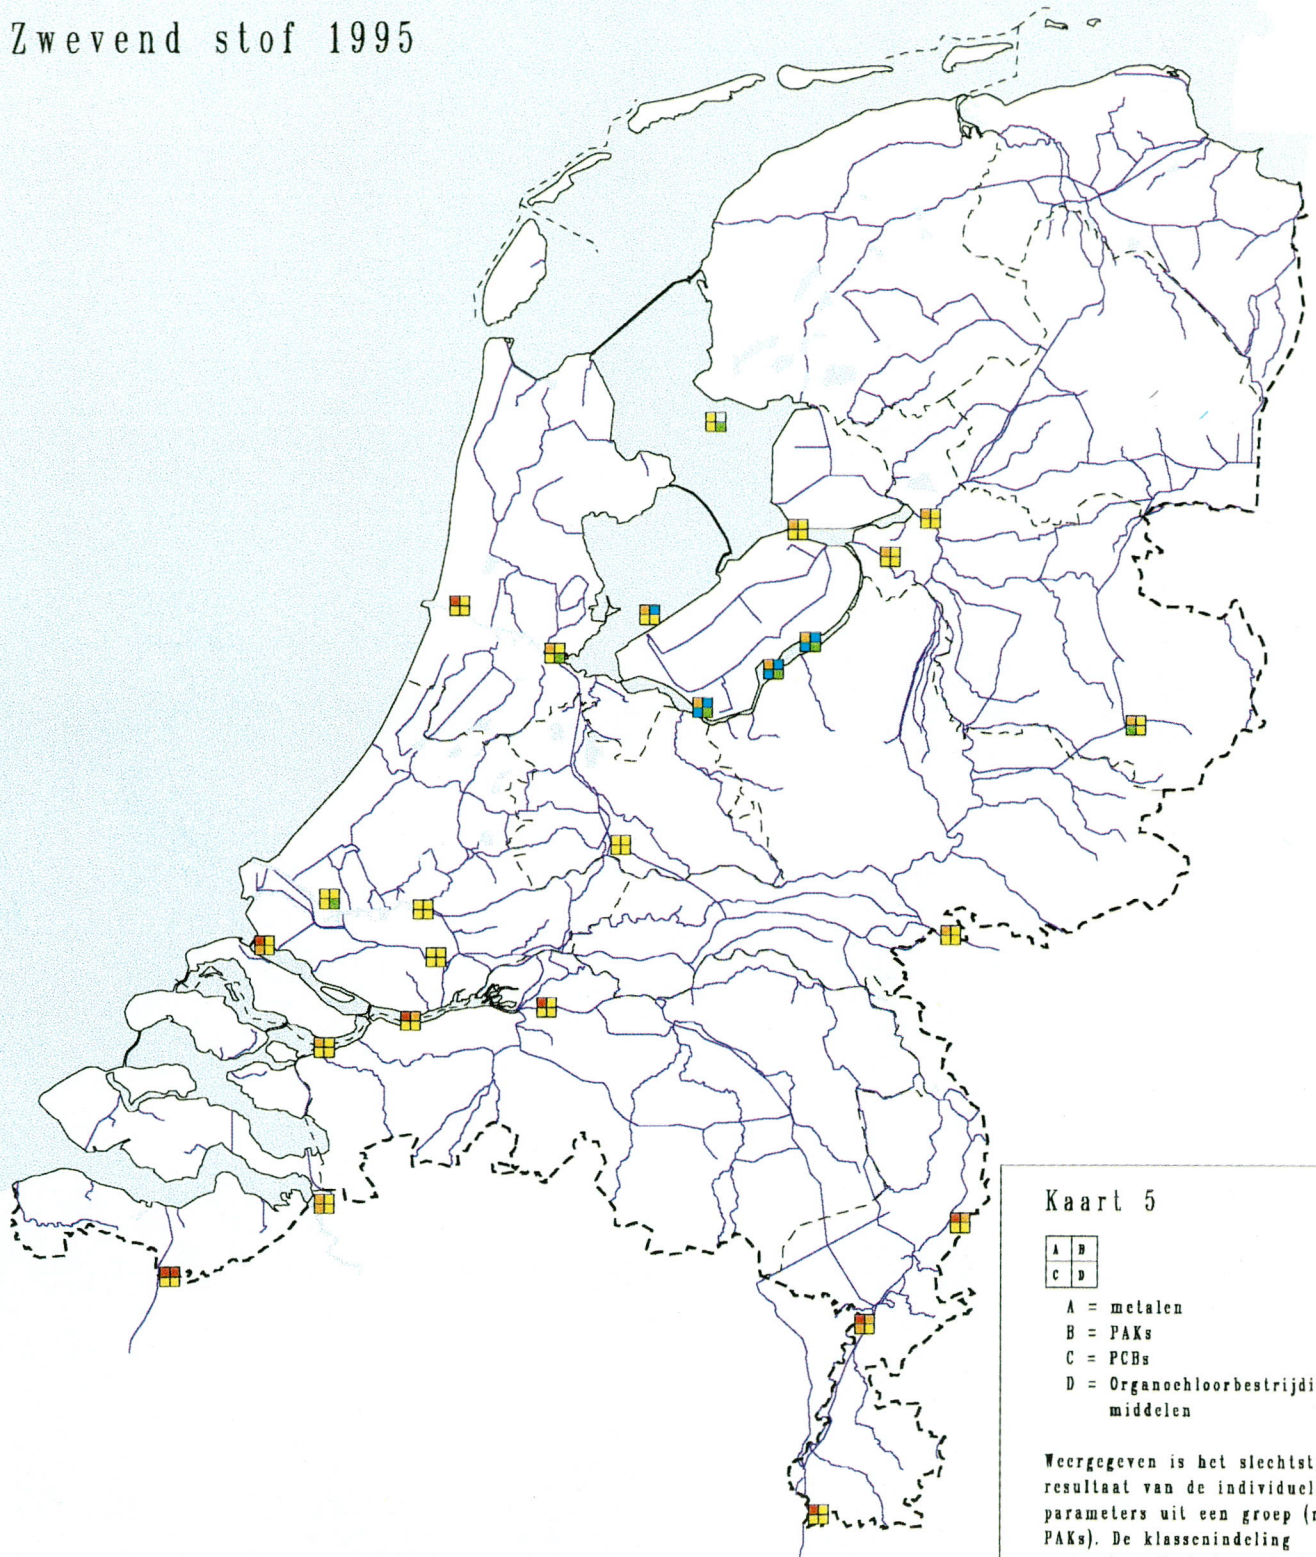 Zwevend stof 1995
Kaart 5
A B
C D
A = metalen
B = PAKs
C = PCBs
D = Organochloorbestrijdi
middelen
Weergegeven is het slechtst
resultaat van de individuel
parameters uit een groep (
PAKs). De klassenindeling